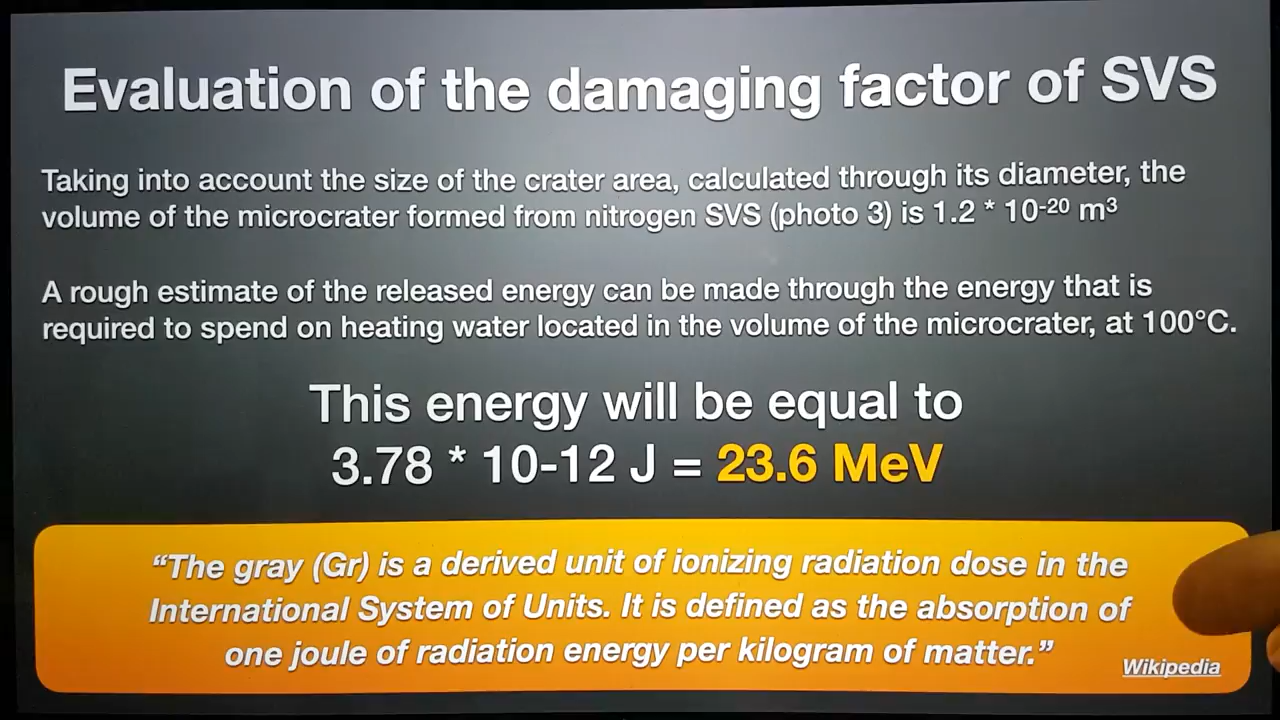 Evaluation of the damaging factor of SVS
Taking into account the size of the crater area, calculated through its diameter, the
volume of the microcrater formed from nitrogen SVS (photo 3) is 1.2 * 10⁻²⁰ m³
A rough estimate of the released energy can be made through the energy that is
required to spend on heating water located in the volume of the microcrater, at 100°C.
This energy will be equal to
3.78 * 10-12 J = 23.6 MeV
“The gray (Gr) is a derived unit of ionizing radiation dose in the
International System of Units. It is defined as the absorption of
one joule of radiation energy per kilogram of matter.”
Wikipedia